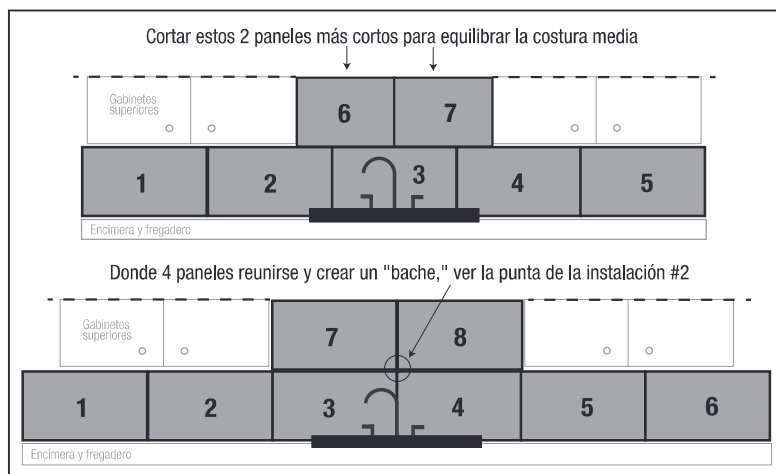 Cortar estos 2 paneles más cortos para equilibrar la costura media
Gabinetes
superiores
6
7
1
2
3
4
5
Encimera y fregadero
Donde 4 paneles reunirse y crear un "bache," ver la punta de la instalación #2
Gabinetes
superiores
7
8
1
2
3
4
5
6
Encimera y fregadero